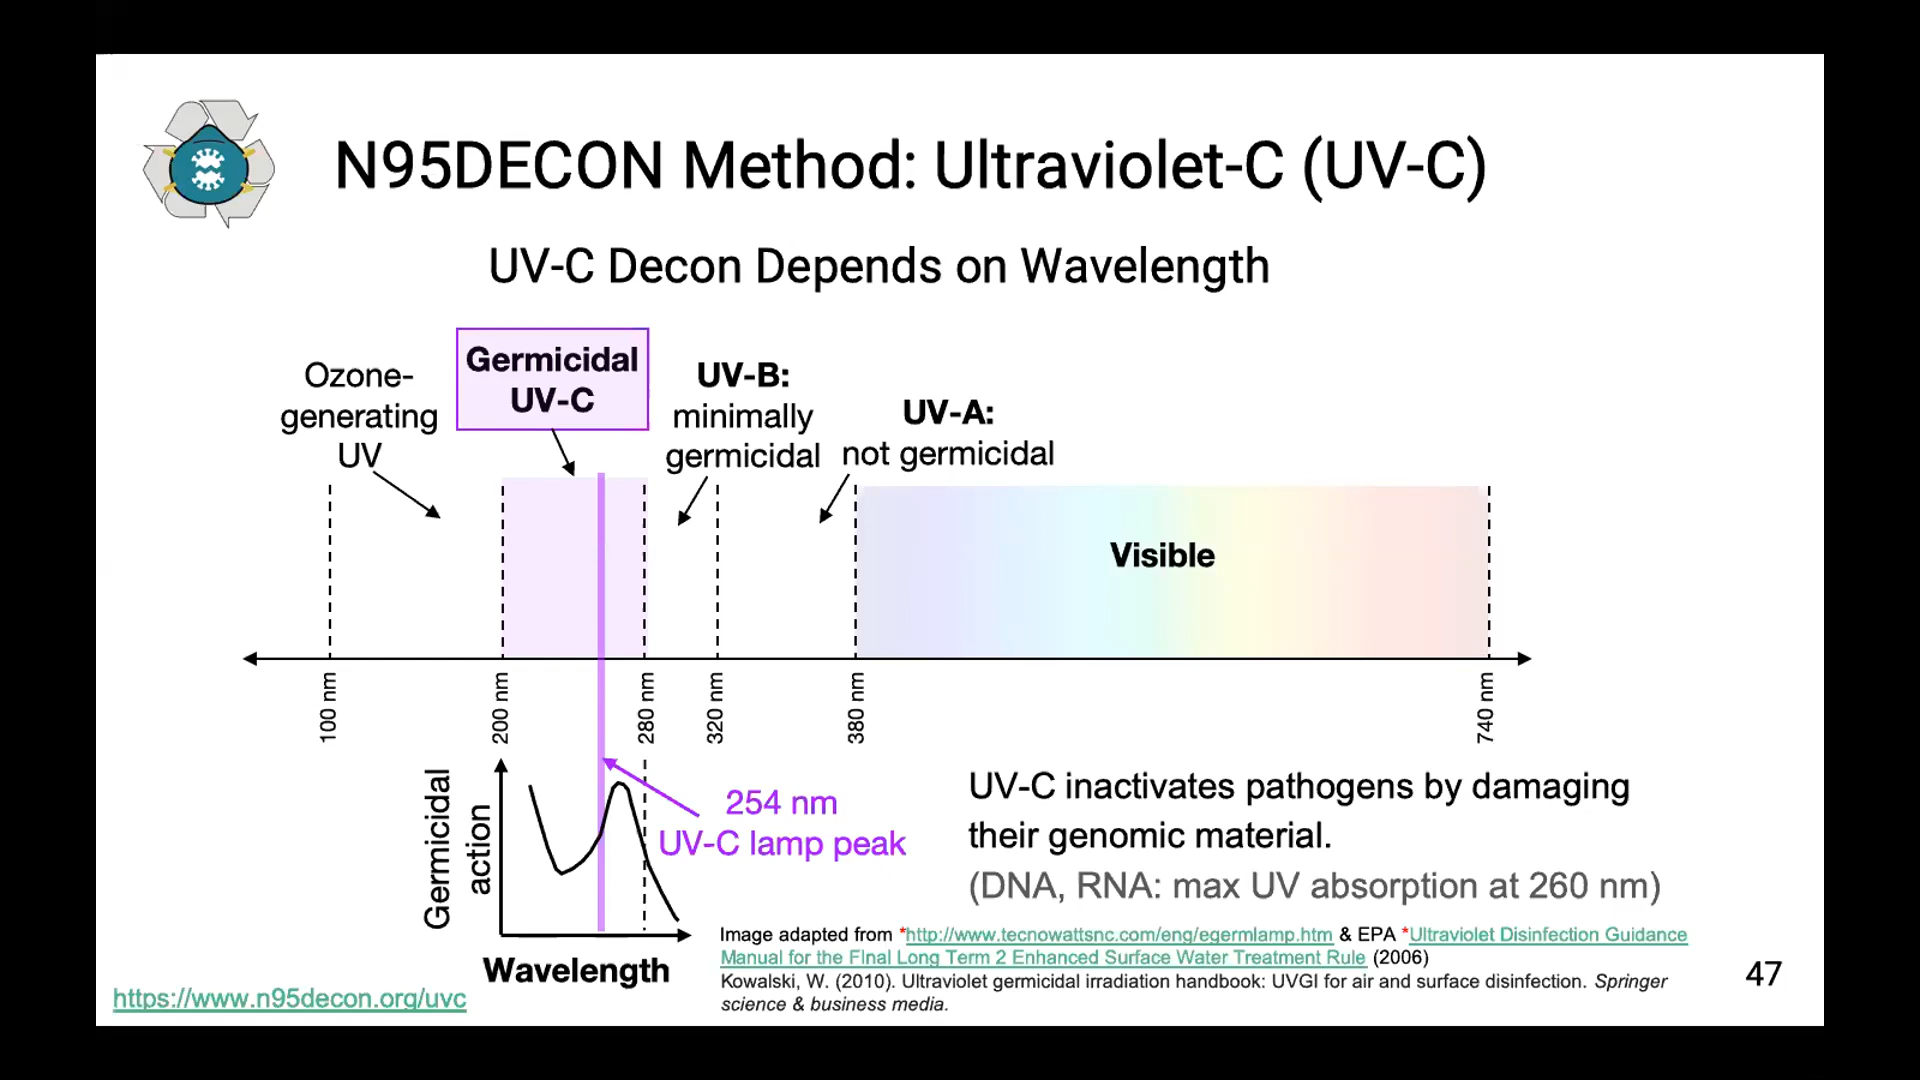 N95DECON Method: Ultraviolet-C (UV-C)
UV-C Decon Depends on Wavelength
Ozone-
generating
UV
Germicidal
UV-C
UV-B:
minimally
germicidal
UV-A:
not germicidal
Visible
100 nm
200 nm
280 nm
320 nm
380 nm
740 nm
Germicidal
action
Wavelength
254 nm
UV-C lamp peak
UV-C inactivates pathogens by damaging
their genomic material.
(DNA, RNA: max UV absorption at 260 nm)
Image adapted from *http://www.tecnowattsnc.com/eng/egermlamp.htm & EPA *Ultraviolet Disinfection Guidance
Manual for the FInal Long Term 2 Enhanced Surface Water Treatment Rule (2006)
Kowalski, W. (2010). Ultraviolet germicidal irradiation handbook: UVGI for air and surface disinfection. Springer
science & business media.
https://www.n95decon.org/uvc
47